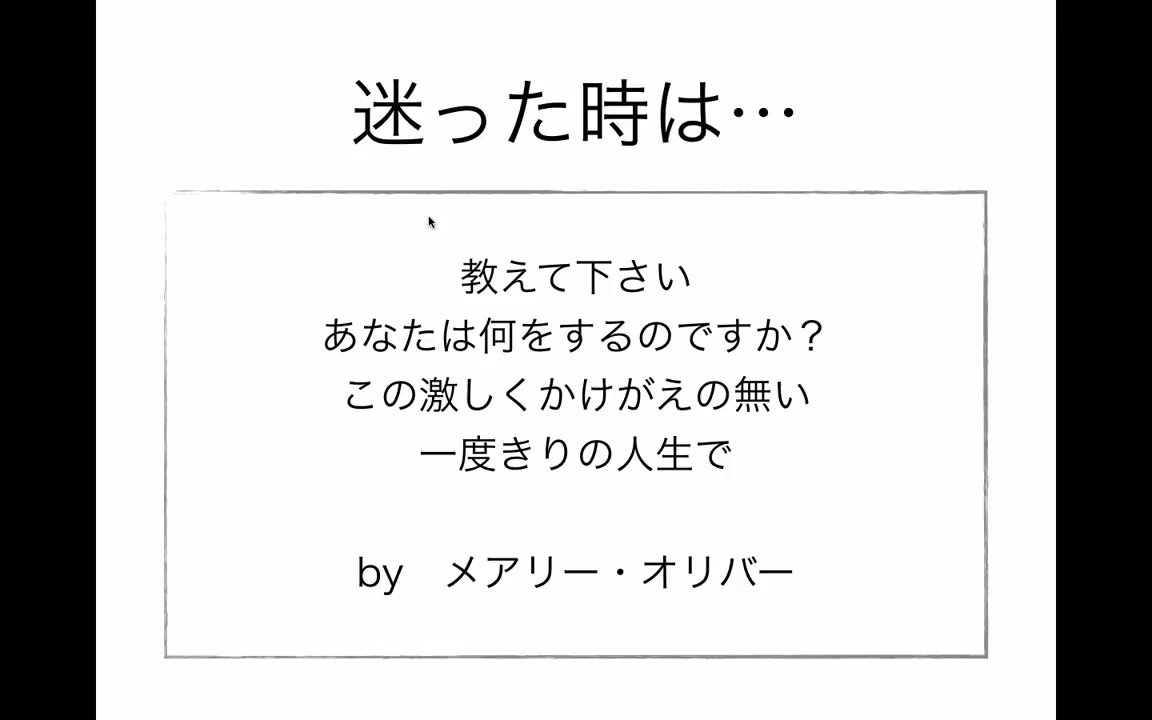 迷った時は…
教えて下さい
あなたは何をするのですか？
この激しくかけがえの無い
一度きりの人生で
by　メアリー・オリバー